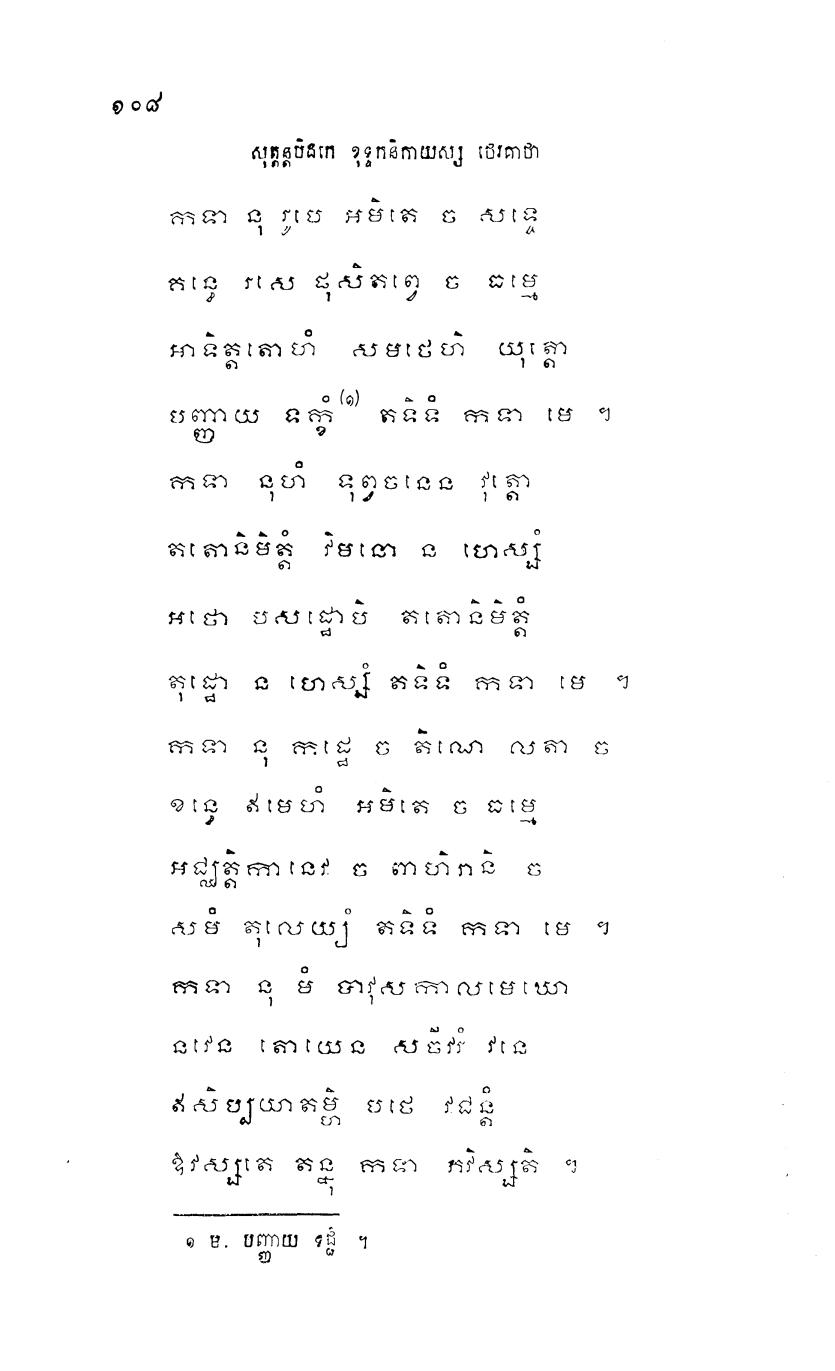 ១០៨
សុត្តន្តបិដកេ ខុទ្ទកនិកាយស្ស ថេរគាថា
កទា នុ រូបេ អមិតេ ច សទ្ទេ
គន្ធេ រសេ ផុសិតព្វេ ច ធម្មេ
អាទិត្តតោហំ សមថេហិ យុត្តោ
បញ្ញាយ ទក្ខំ(១) តទិទំ កទា មេ ។
កទា នុហំ ទុព្វចនេន វុត្តោ
តតោនិមិត្តំ វិមនោ ន ហេស្សំ
អថោ បសដ្ឋោបិ តតោនិមិត្តំ
តុដ្ឋោ ន ហេស្សំ តទិទំ កទា មេ ។
កទា នុ កដ្ឋេ ច តិណោ លតា ច
ខន្ធេ ឥមេហំ អមិតេ ច ធម្មេ
អជ្ឈត្តិកានេវ ច ពាហិរានិ ច
សមំ តុលេយ្យំ តទិទំ កទា មេ ។
កទា នុ មំ បាវុសកាលមេឃោ
នវេន តោយេន សចីវរំ វនេ
ឥសិប្បយាតម្ហិ បថេ វជន្តំ
ឱវស្សតេ តន្នុ កទា ភវិស្សតិ ។
១ ម. បញ្ញាយ ទដ្ឋំ ។